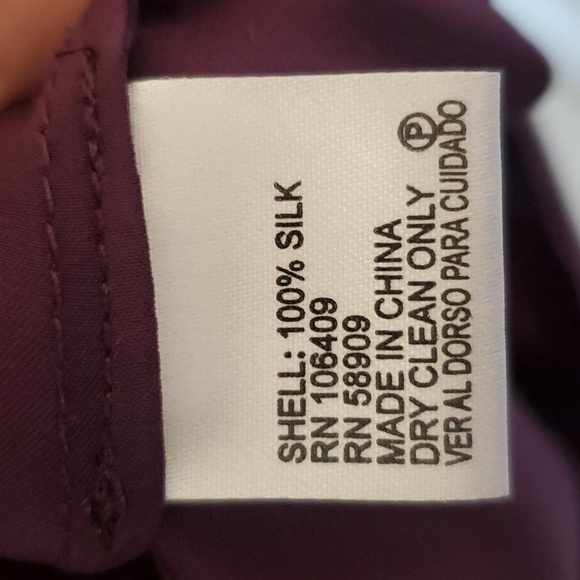 SHELL: 100% SILK
RN 106409
RN 58909
MADE IN CHINA
DRY CLEAN ONLY Ⓟ
VER AL DORSO PARA CUIDADO